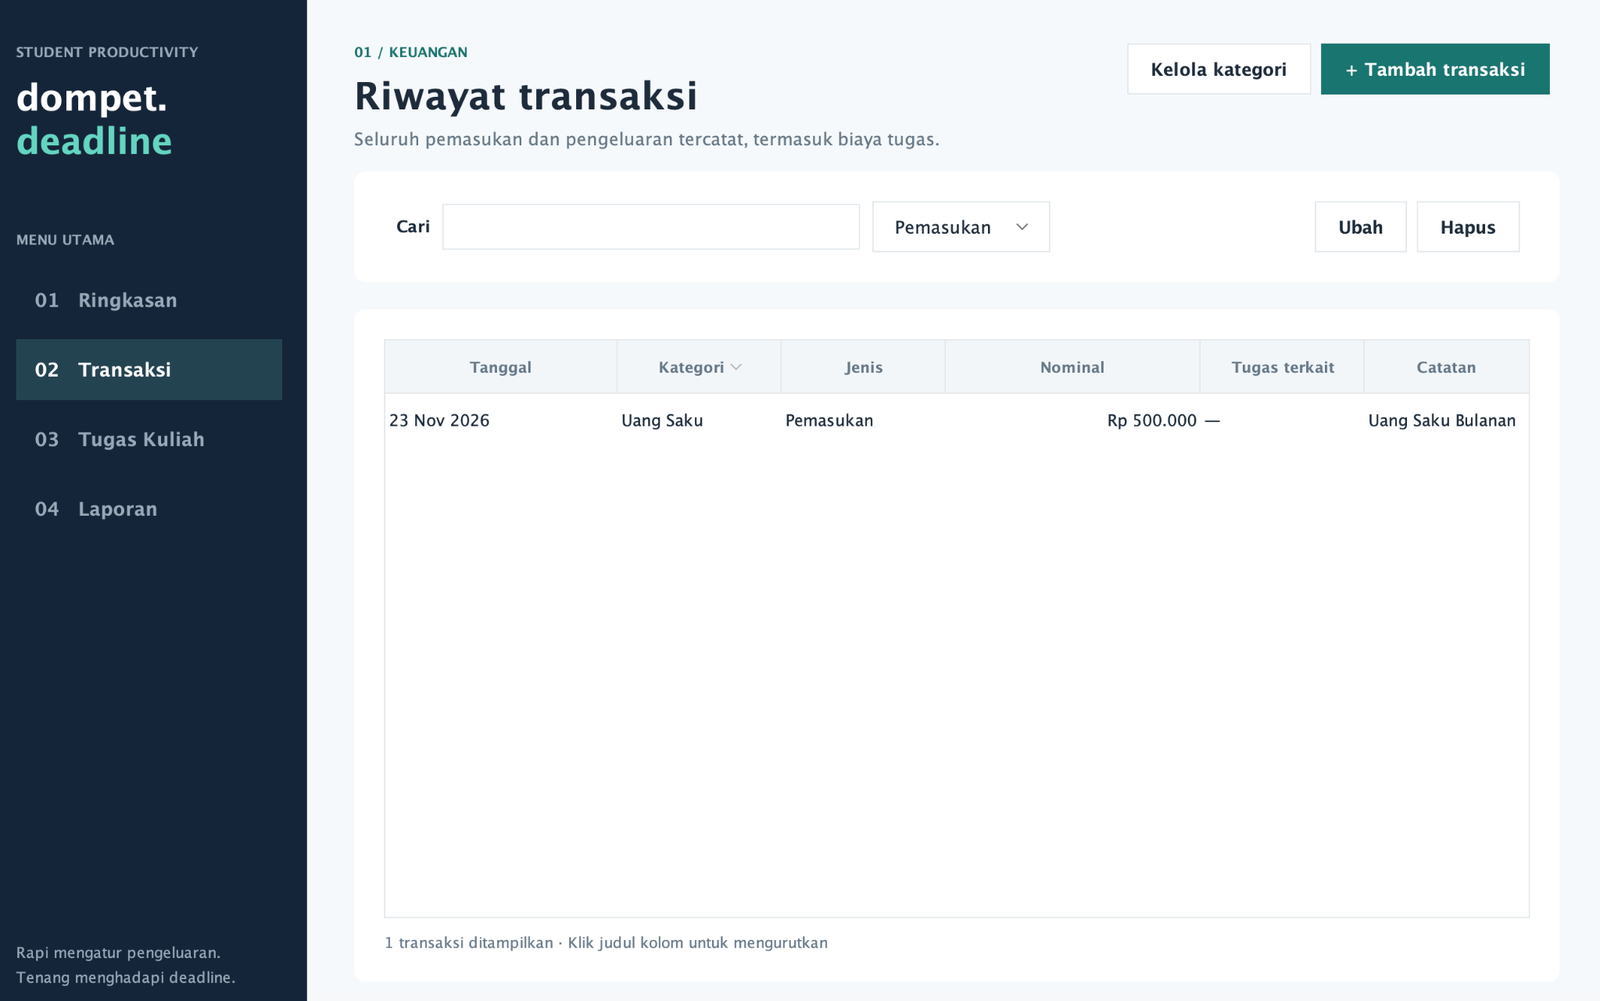 STUDENT PRODUCTIVITY
dompet.
deadline
MENU UTAMA
01 Ringkasan
02 Transaksi
03 Tugas Kuliah
04 Laporan
Rapi mengatur pengeluaran.
Tenang menghadapi deadline.
01 / KEUANGAN
Riwayat transaksi
Seluruh pemasukan dan pengeluaran tercatat, termasuk biaya tugas.
Kelola kategori
+ Tambah transaksi
Cari
Pemasukan
Ubah
Hapus
Tanggal Kategori Jenis Nominal Tugas terkait Catatan
23 Nov 2026 Uang Saku Pemasukan Rp 500.000 — Uang Saku Bulanan
1 transaksi ditampilkan · Klik judul kolom untuk mengurutkan